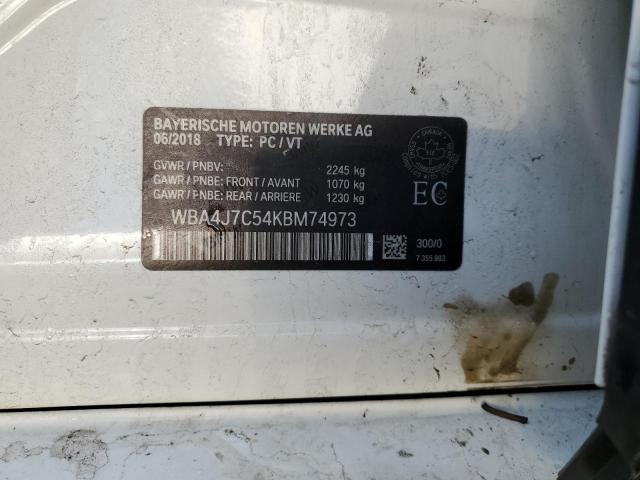 BAYERISCHE MOTOREN WERKE AG
06/2018 TYPE: PC / VT
GVWR / PNBV: 2245 kg
GAWR / PNBE: FRONT / AVANT 1070 kg
GAWR / PNBE: REAR / ARRIERE 1230 kg
WBA4J7C54KBM74973
CANADA
EC
300/0
7 355 863